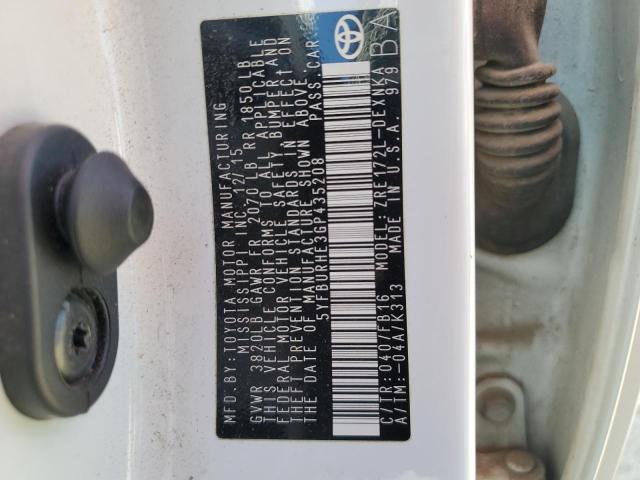 MFD. BY: TOYOTA MOTOR MANUFACTURING
MISSISSIPPI INC. 12/15
GVWR 3820LB GAWR FR 2070 LB RR 1850LB
THIS VEHICLE CONFORMS TO ALL APPLICABLE
FEDERAL MOTOR VEHICLE SAFETY BUMPER AND
THEFT PREVENTION STANDARDS IN EFFECT ON
THE DATE OF MANUFACTURE SHOWN ABOVE.
5YFBURHE3GP435208 PASS. CAR
C/TR: 040/FB16 MODEL: ZRE172L-DEXNKA
A/TM: -04A/K313 MADE IN U.S.A. 9/9
BA